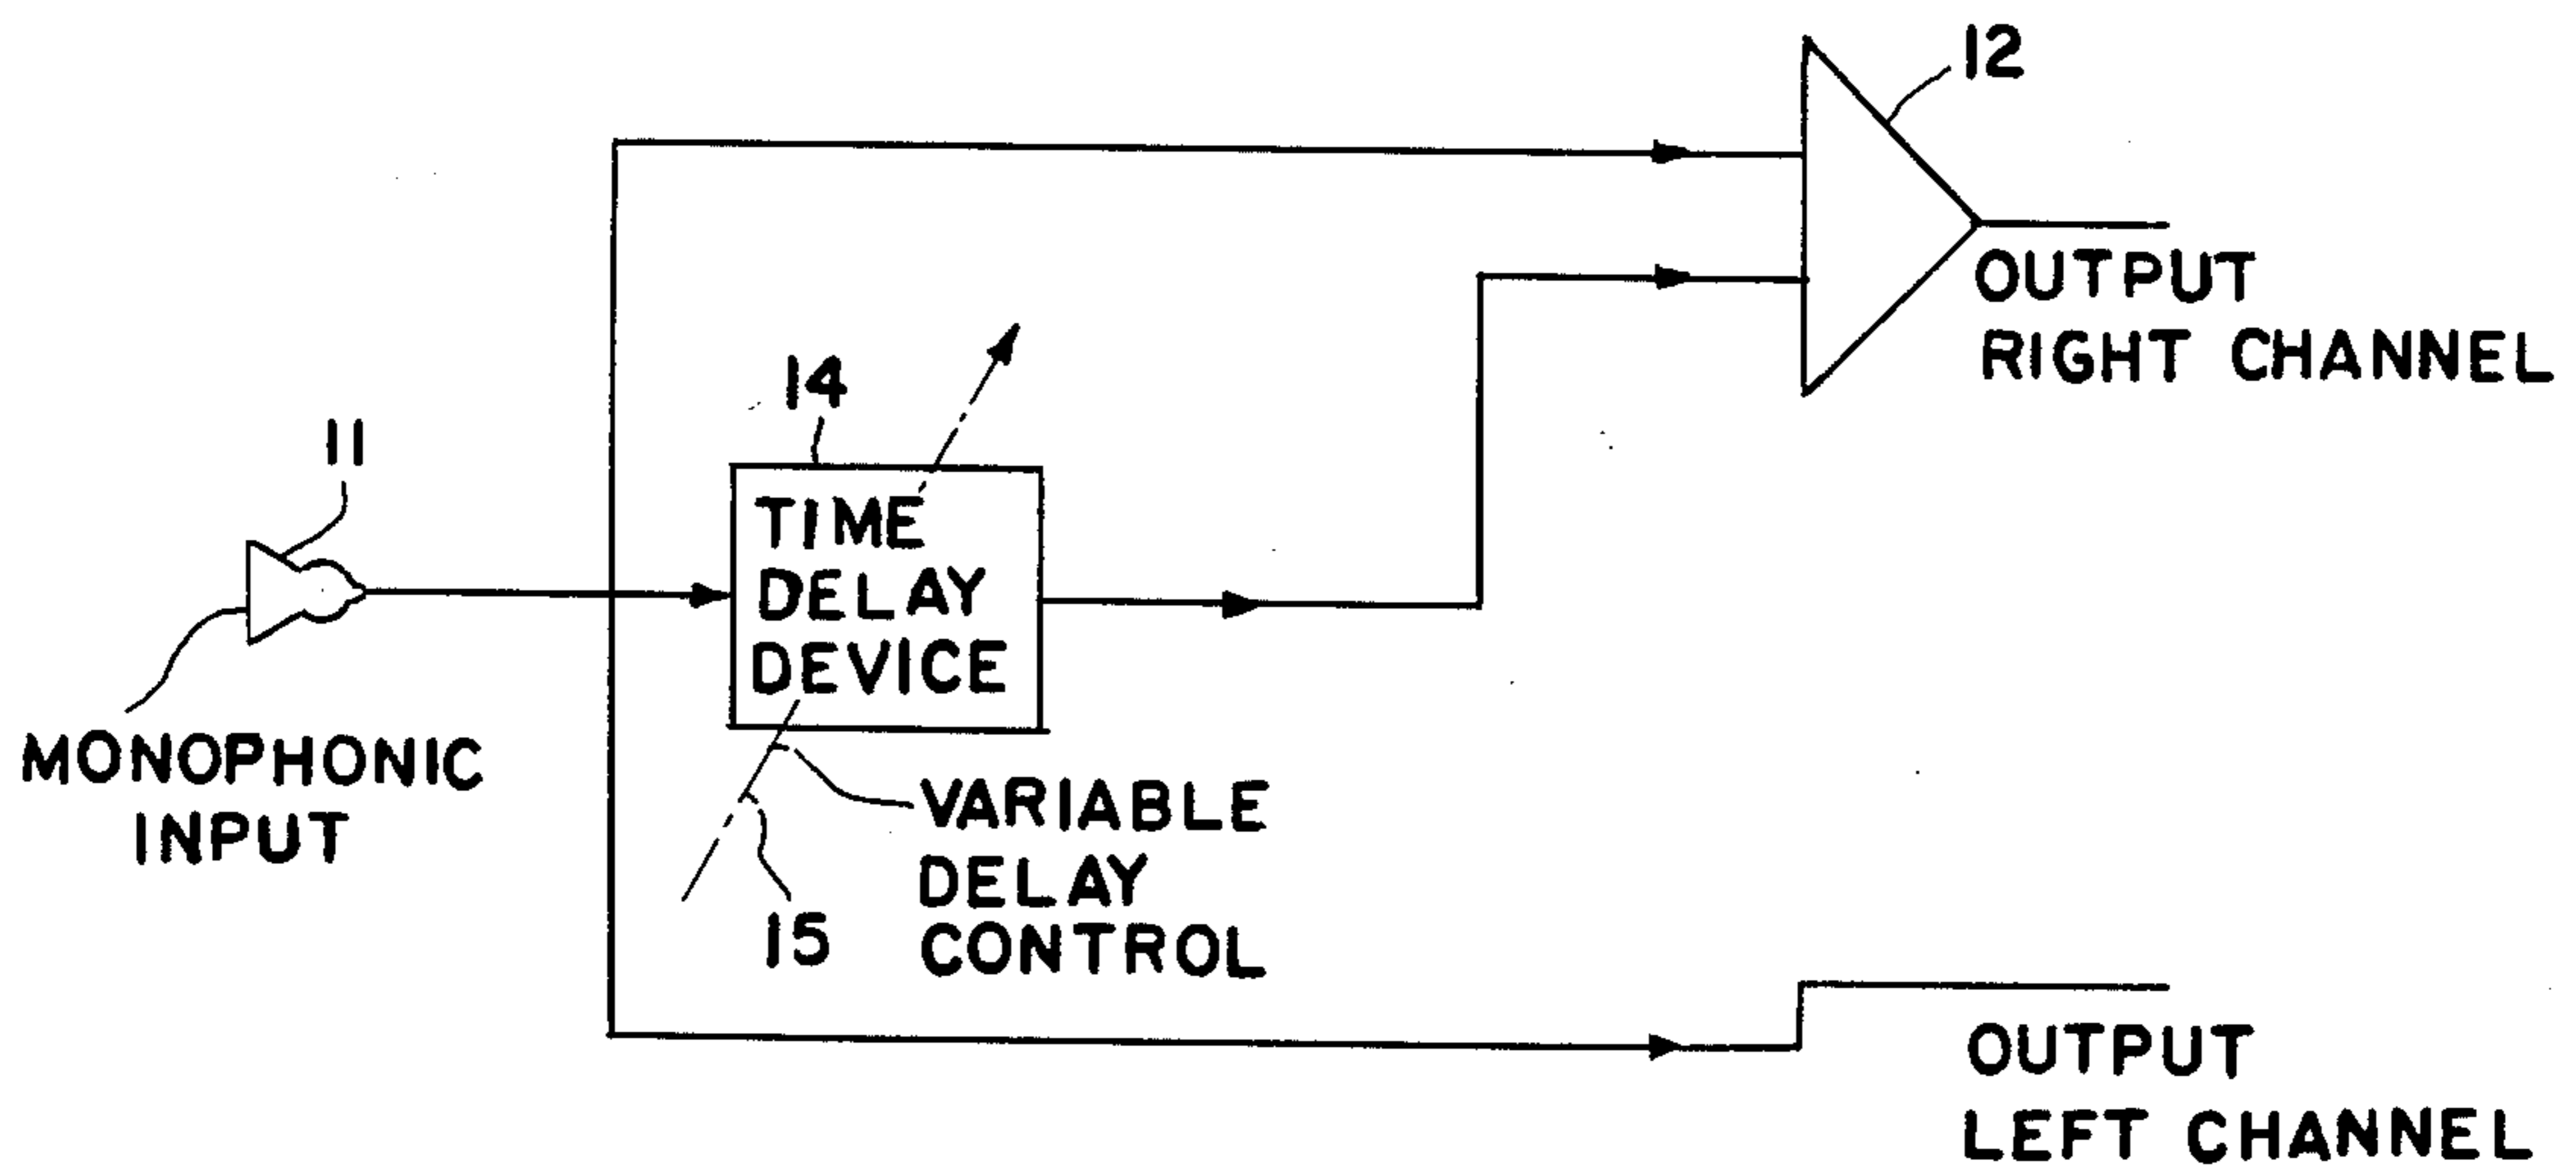 12
OUTPUT
RIGHT CHANNEL
14
11
TIME
DELAY
DEVICE
MONOPHONIC
INPUT
VARIABLE
DELAY
CONTROL
15
OUTPUT
LEFT CHANNEL